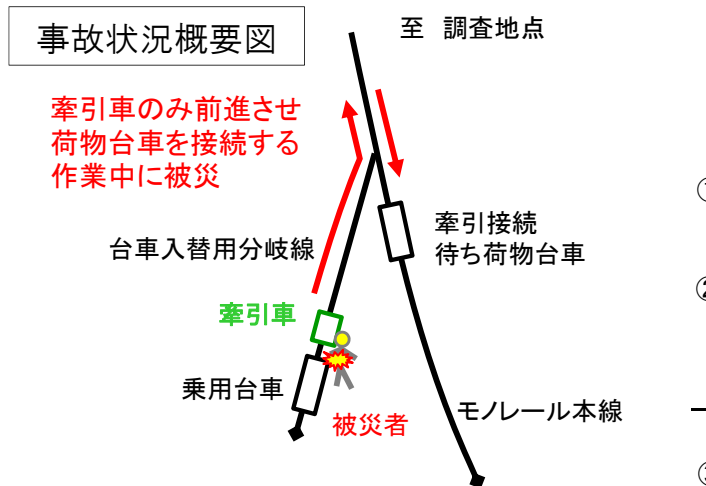 事故状況概要図
至 調査地点
牽引車のみ前進させ
荷物台車を接続する
作業中に被災
①
牽引接続
待ち荷物台車
台車入替用分岐線
②
牽引車
乗用台車
被災者
モノレール本線